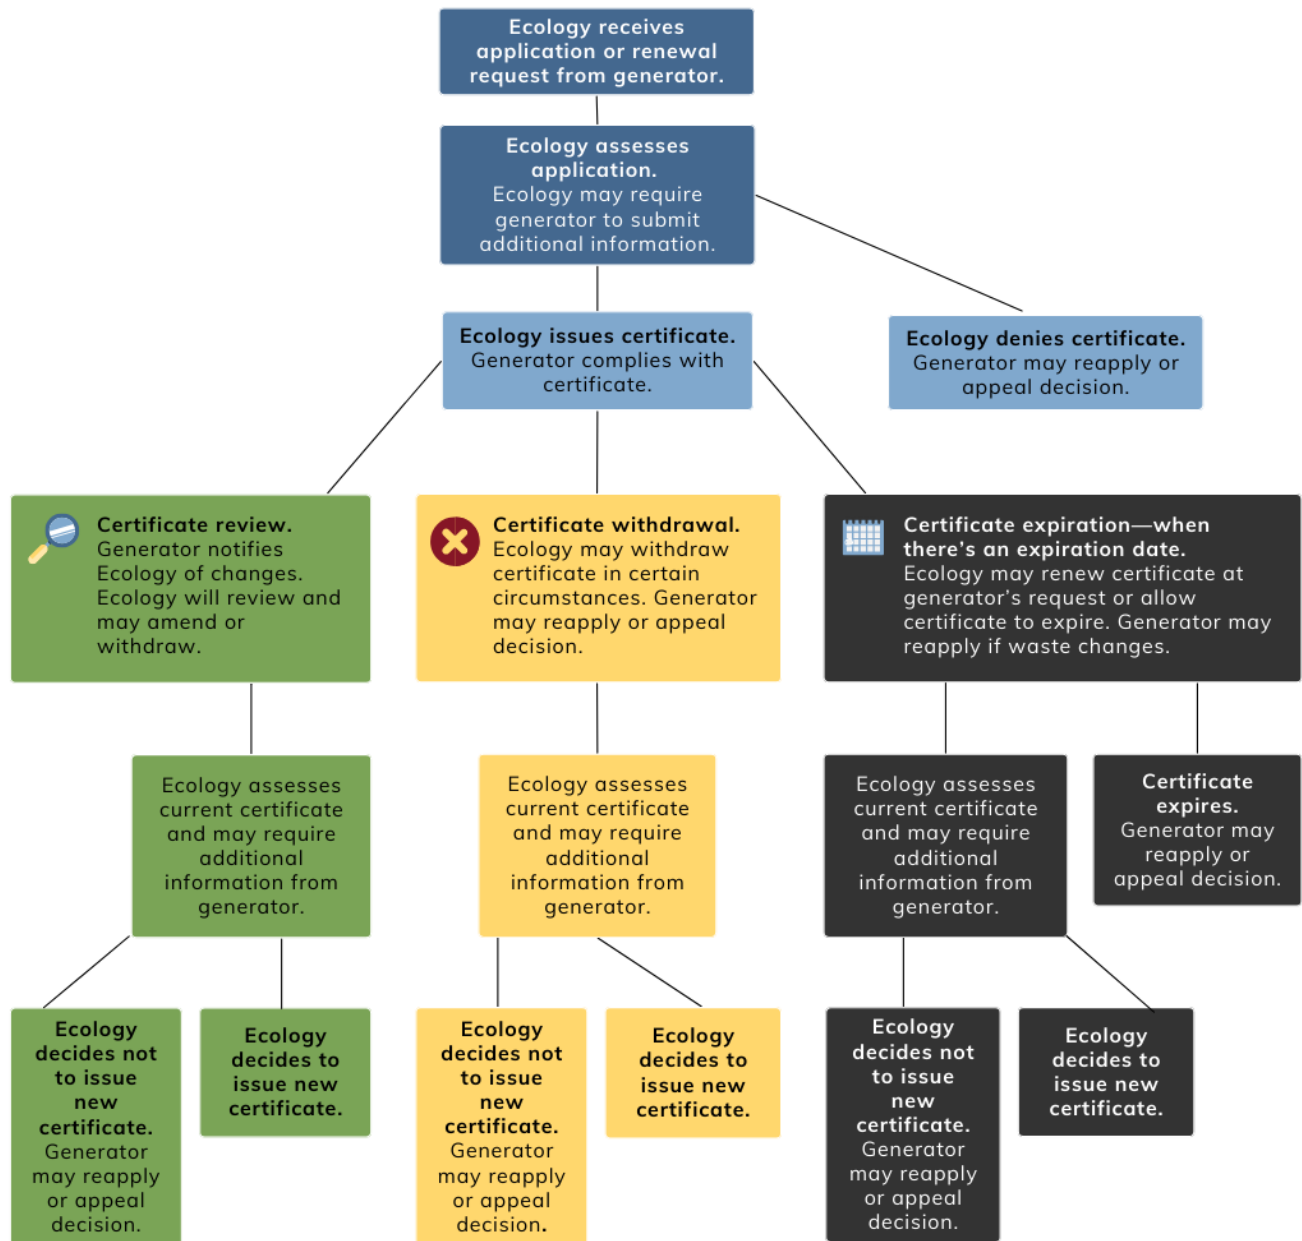 Ecology receives
application or renewal
request from generator.
Ecology assesses
application.
Ecology may require
generator to submit
additional information.
Ecology issues certificate.
Generator complies with
certificate.
Ecology denies certificate.
Generator may reapply or
appeal decision.
Certificate review.
Generator notifies
Ecology of changes.
Ecology will review and
may amend or
withdraw.
Certificate withdrawal.
Ecology may withdraw
certificate in certain
circumstances. Generator
may reapply or appeal
decision.
Certificate expiration—when
there’s an expiration date.
Ecology may renew certificate at
generator’s request or allow
certificate to expire. Generator may
reapply if waste changes.
Ecology assesses
current certificate
and may require
additional
information from
generator.
Ecology assesses
current certificate
and may require
additional
information from
generator.
Ecology assesses
current certificate
and may require
additional
information from
generator.
Certificate
expires.
Generator may
reapply or
appeal decision.
Ecology
decides not
to issue
new
certificate.
Generator
may reapply
or appeal
decision.
Ecology
decides to
issue new
certificate.
Ecology
decides not
to issue
new
certificate.
Generator
may reapply
or appeal
decision.
Ecology
decides to
issue new
certificate.
Ecology
decides not
to issue
new
certificate.
Generator
may reapply
or appeal
decision.
Ecology
decides to
issue new
certificate.